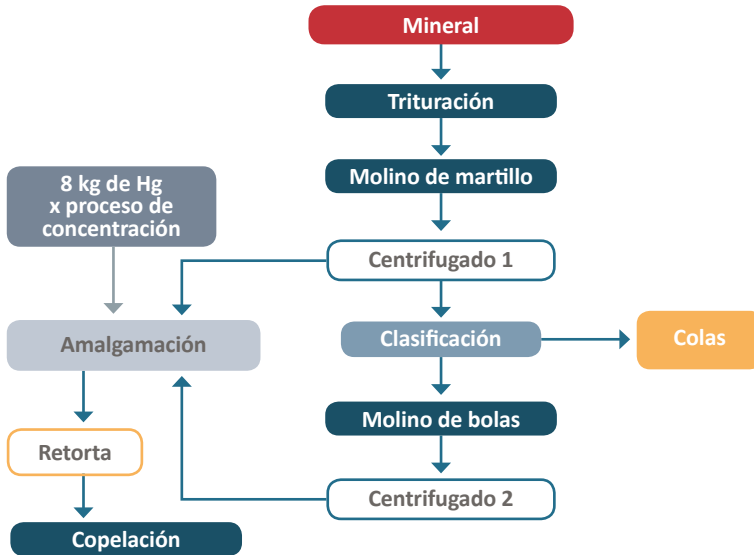 Mineral
Trituración
Molino de martillo
8 kg de Hg
x proceso de
concentración
Centrifugado 1
Amalgamación
Clasificación
Colas
Molino de bolas
Retorta
Centrifugado 2
Copelación